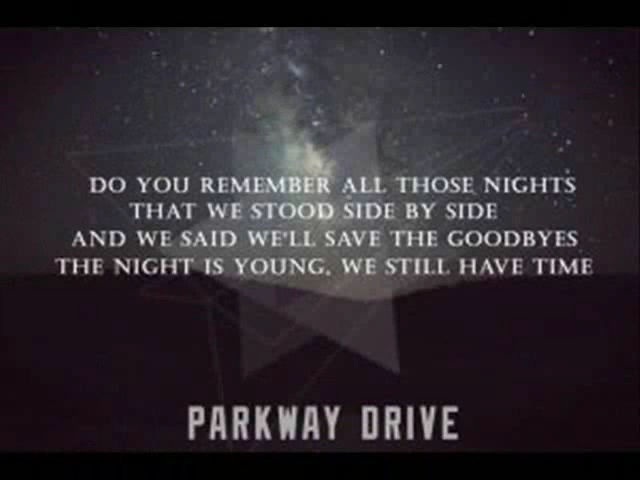 DO YOU REMEMBER ALL THOSE NIGHTS
THAT WE STOOD SIDE BY SIDE
AND WE SAID WE'LL SAVE THE GOODBYES
THE NIGHT IS YOUNG, WE STILL HAVE TIME
PARKWAY DRIVE